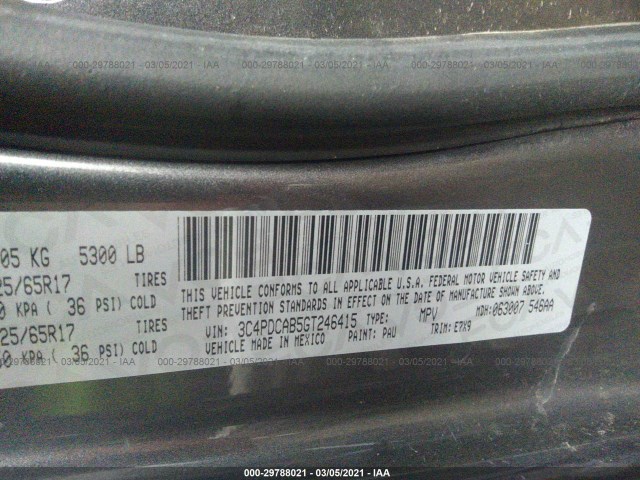 000-29788021 - 03/05/2021 - IAA
000-29788021 - 03/05/2021 - IAA
000-29788021 - 03/05/2021 - IAA
05 KG 5300 LB
25/65R17 TIRES
0 KPA ( 36 PSI) COLD
25/65R17 TIRES
0 KPA ( 36 PSI) COLD
THIS VEHICLE CONFORMS TO ALL APPLICABLE U.S.A. FEDERAL MOTOR VEHICLE SAFETY AND
THEFT PREVENTION STANDARDS IN EFFECT ON THE DATE OF MANUFACTURE SHOWN ABOVE.
VIN: 3C4PDCAB5GT246415 TYPE: MPV MDH: 063007 546AA
VEHICLE MADE IN MEXICO PAINT: PAU TRIM: E7X9
000-29788021 - 03/05/2021 - IAA
000-29788021 - 03/05/2021 - IAA
000-29788021 - 03/05/2021 - IAA
000-29788021 - 03/05/2021 - IAA